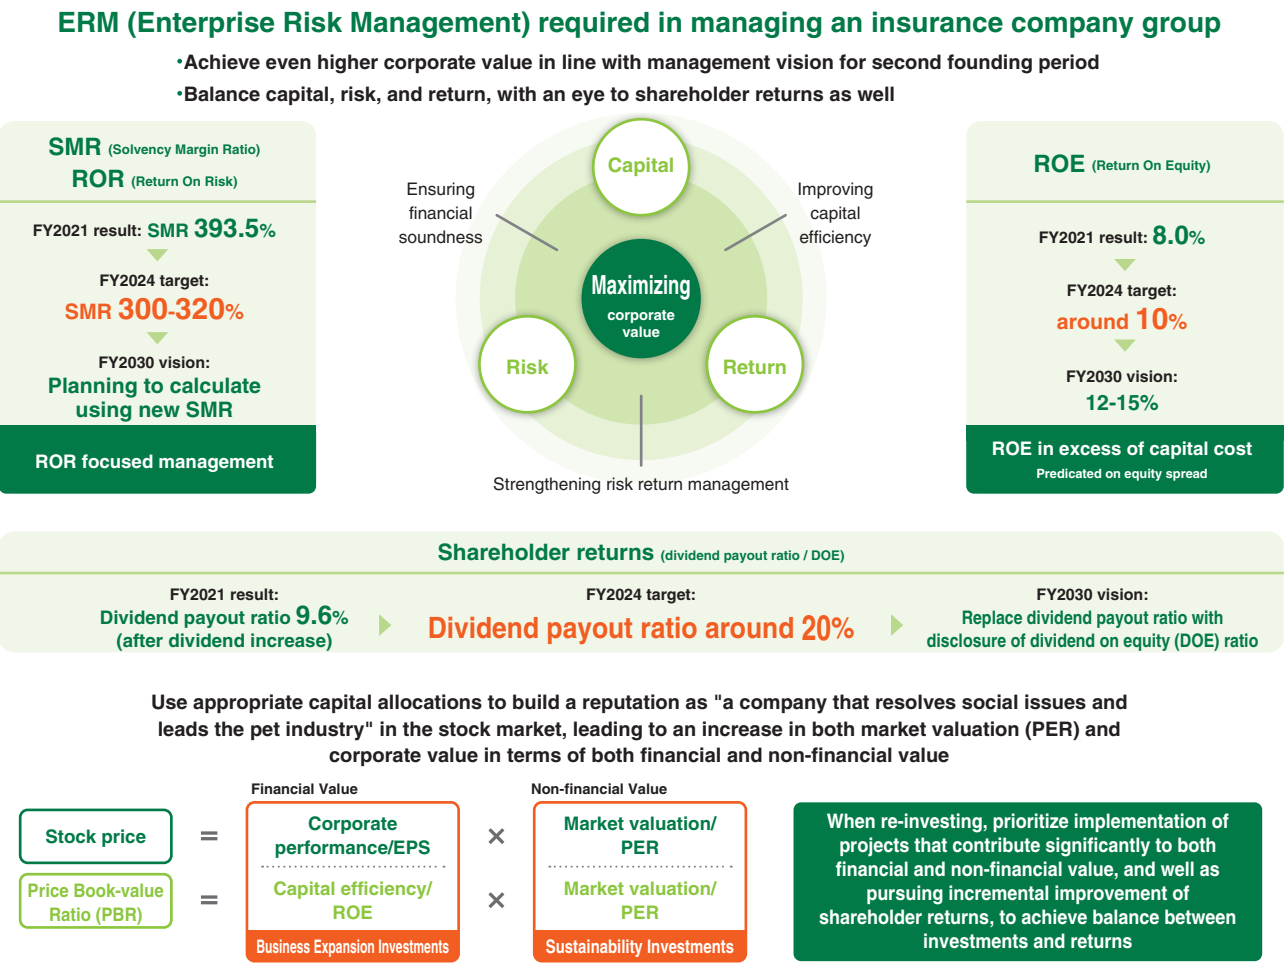 ERM (Enterprise Risk Management) required in managing an insurance company group
•Achieve even higher corporate value in line with management vision for second founding period
•Balance capital, risk, and return, with an eye to shareholder returns as well
SMR (Solvency Margin Ratio)
ROR (Return On Risk)
FY2021 result: SMR 393.5%
FY2024 target:
SMR 300-320%
FY2030 vision:
Planning to calculate
using new SMR
ROR focused management
Capital
Ensuring
financial
soundness
Improving
capital
efficiency
Maximizing
corporate
value
Risk
Return
Strengthening risk return management
ROE (Return On Equity)
FY2021 result: 8.0%
FY2024 target:
around 10%
FY2030 vision:
12-15%
ROE in excess of capital cost
Predicated on equity spread
Shareholder returns (dividend payout ratio / DOE)
FY2021 result:
Dividend payout ratio 9.6%
(after dividend increase)
FY2024 target:
Dividend payout ratio around 20%
FY2030 vision:
Replace dividend payout ratio with
disclosure of dividend on equity (DOE) ratio
Use appropriate capital allocations to build a reputation as "a company that resolves social issues and
leads the pet industry" in the stock market, leading to an increase in both market valuation (PER) and
corporate value in terms of both financial and non-financial value
Financial Value
Non-financial Value
Stock price
=
Corporate
performance/EPS
×
Market valuation/
PER
Price Book-value
Ratio (PBR)
=
Capital efficiency/
ROE
×
Market valuation/
PER
Business Expansion Investments
Sustainability Investments
When re-investing, prioritize implementation of
projects that contribute significantly to both
financial and non-financial value, and well as
pursuing incremental improvement of
shareholder returns, to achieve balance between
investments and returns